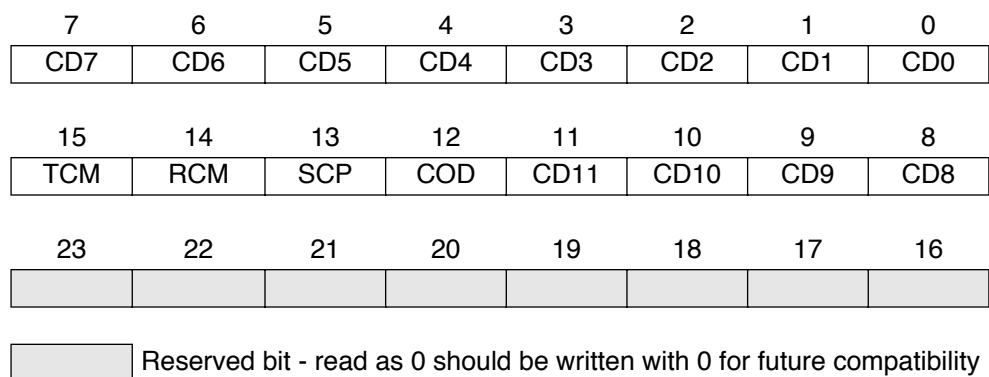 7 6 5 4 3 2 1 0
CD7 CD6 CD5 CD4 CD3 CD2 CD1 CD0
15 14 13 12 11 10 9 8
TCM RCM SCP COD CD11 CD10 CD9 CD8
23 22 21 20 19 18 17 16
Reserved bit - read as 0 should be written with 0 for future compatibility